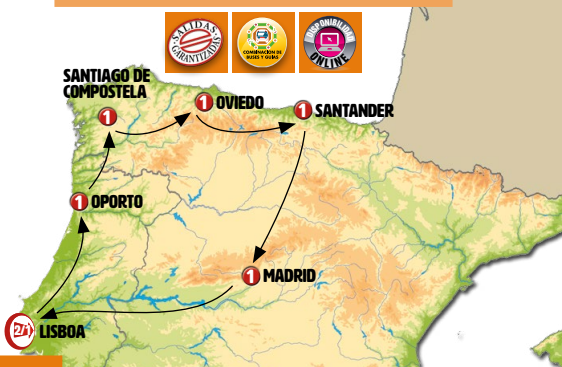 SALIDAS
GARANTIZADAS
COMBINACIÓN DE
BUSES Y GUÍAS
DISPONIBILIDAD
ONLINE
SANTIAGO DE
COMPOSTELA
1
1 OVIEDO
1 SANTANDER
1 OPORTO
1 MADRID
2/1 LISBOA